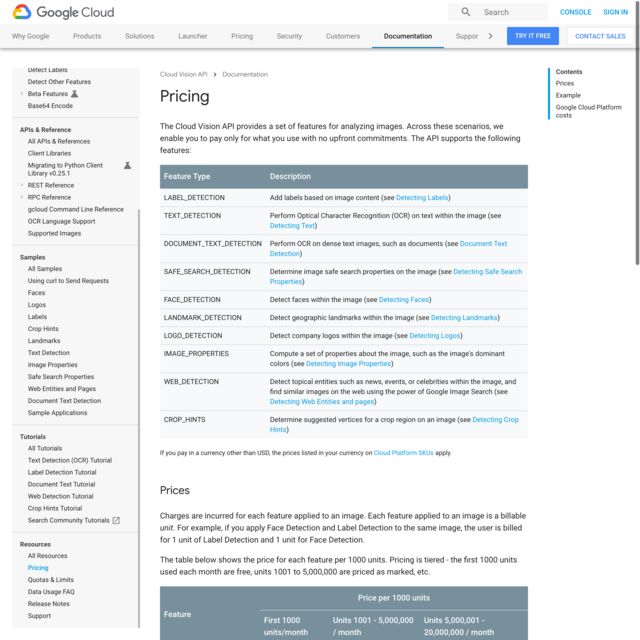 Google Cloud
Search
CONSOLE
SIGN IN
Why Google
Products
Solutions
Launcher
Pricing
Security
Customers
Documentation
Suppor
TRY IT FREE
CONTACT SALES
Detect Labels
Detect Other Features
Beta Features
Base64 Encode
APIs & Reference
All APIs & References
Client Libraries
Migrating to Python Client
Library v0.25.1
REST Reference
RPC Reference
gcloud Command Line Reference
OCR Language Support
Supported Images
Samples
All Samples
Using curl to Send Requests
Faces
Logos
Labels
Crop Hints
Landmarks
Text Detection
Image Properties
Safe Search Properties
Web Entities and Pages
Document Text Detection
Sample Applications
Tutorials
All Tutorials
Text Detection (OCR) Tutorial
Label Detection Tutorial
Document Text Tutorial
Web Detection Tutorial
Crop Hints Tutorial
Search Community Tutorials
Resources
All Resources
Pricing
Quotas & Limits
Data Usage FAQ
Release Notes
Support
Cloud Vision API
Documentation
Pricing
The Cloud Vision API provides a set of features for analyzing images. Across these scenarios, we
enable you to pay only for what you use with no upfront commitments. The API supports the following
features:
Feature Type
Description
LABEL_DETECTION
Add labels based on image content (see Detecting Labels)
TEXT_DETECTION
Perform Optical Character Recognition (OCR) on text within the image (see
Detecting Text)
DOCUMENT_TEXT_DETECTION
Perform OCR on dense text images, such as documents (see Document Text
Detection)
SAFE_SEARCH_DETECTION
Determine image safe search properties on the image (see Detecting Safe Search
Properties)
FACE_DETECTION
Detect faces within the image (see Detecting Faces)
LANDMARK_DETECTION
Detect geographic landmarks within the image (see Detecting Landmarks)
LOGO_DETECTION
Detect company logos within the image (see Detecting Logos)
IMAGE_PROPERTIES
Compute a set of properties about the image, such as the image's dominant
colors (see Detecting Image Properties)
WEB_DETECTION
Detect topical entities such as news, events, or celebrities within the image, and
find similar images on the web using the power of Google Image Search (see
Detecting Web Entities and pages)
CROP_HINTS
Determine suggested vertices for a crop region on an image (see Detecting Crop
Hints)
If you pay in a currency other than USD, the prices listed in your currency on Cloud Platform SKUs apply.
Prices
Charges are incurred for each feature applied to an image. Each feature applied to an image is a billable
unit. For example, if you apply Face Detection and Label Detection to the same image, the user is billed
for 1 unit of Label Detection and 1 unit for Face Detection.
The table below shows the price for each feature per 1000 units. Pricing is tiered - the first 1000 units
used each month are free, units 1001 to 5,000,000 are priced as marked, etc.
Feature
Price per 1000 units
First 1000
units/month
Units 1001 - 5,000,000
/ month
Units 5,000,001 -
20,000,000 / month
Contents
Prices
Example
Google Cloud Platform
costs